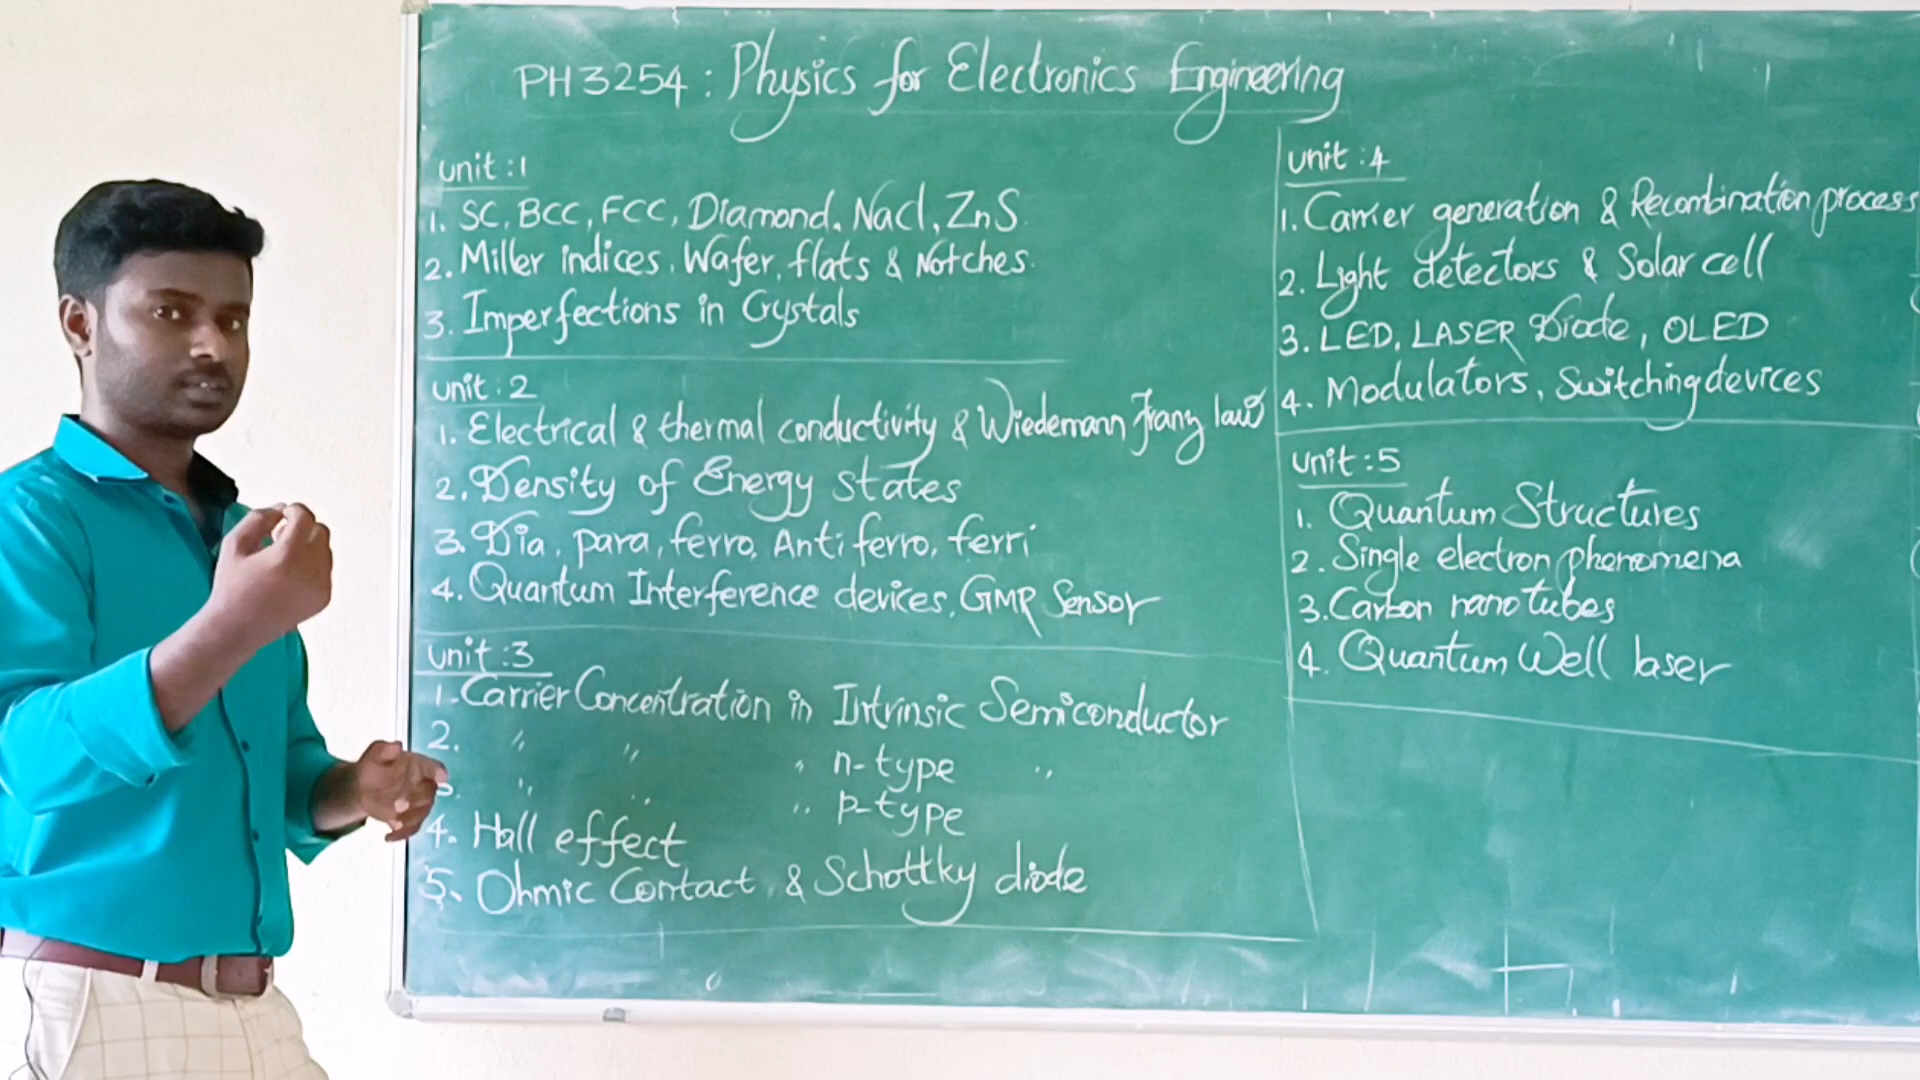 PH3254 : Physics for Electronics Engineering
unit :1
1. SC, BCC, FCC, Diamond, Nacl, ZnS
2. Miller indices, Wafer, flats & Notches.
3. Imperfections in Crystals
unit : 2
1. Electrical & thermal conductivity & Wiedemann Franz law
2. Density of Energy states
3. Dia, para, ferro, Anti ferro, ferri
4. Quantum Interference devices, GMR Sensor
unit :3
1. Carrier Concentration in Intrinsic Semiconductor
2. " " " n-type "
3. " " " p-type
4. Hall effect
5. Ohmic Contact & Schottky diode
unit :4
1. Carrier generation & Recombination process
2. Light detectors & Solar cell
3. LED, LASER Diode, OLED
4. Modulators, Switching devices
unit :5
1. Quantum Structures
2. Single electron phenomena
3. Carbon nano tubes
4. Quantum Well laser